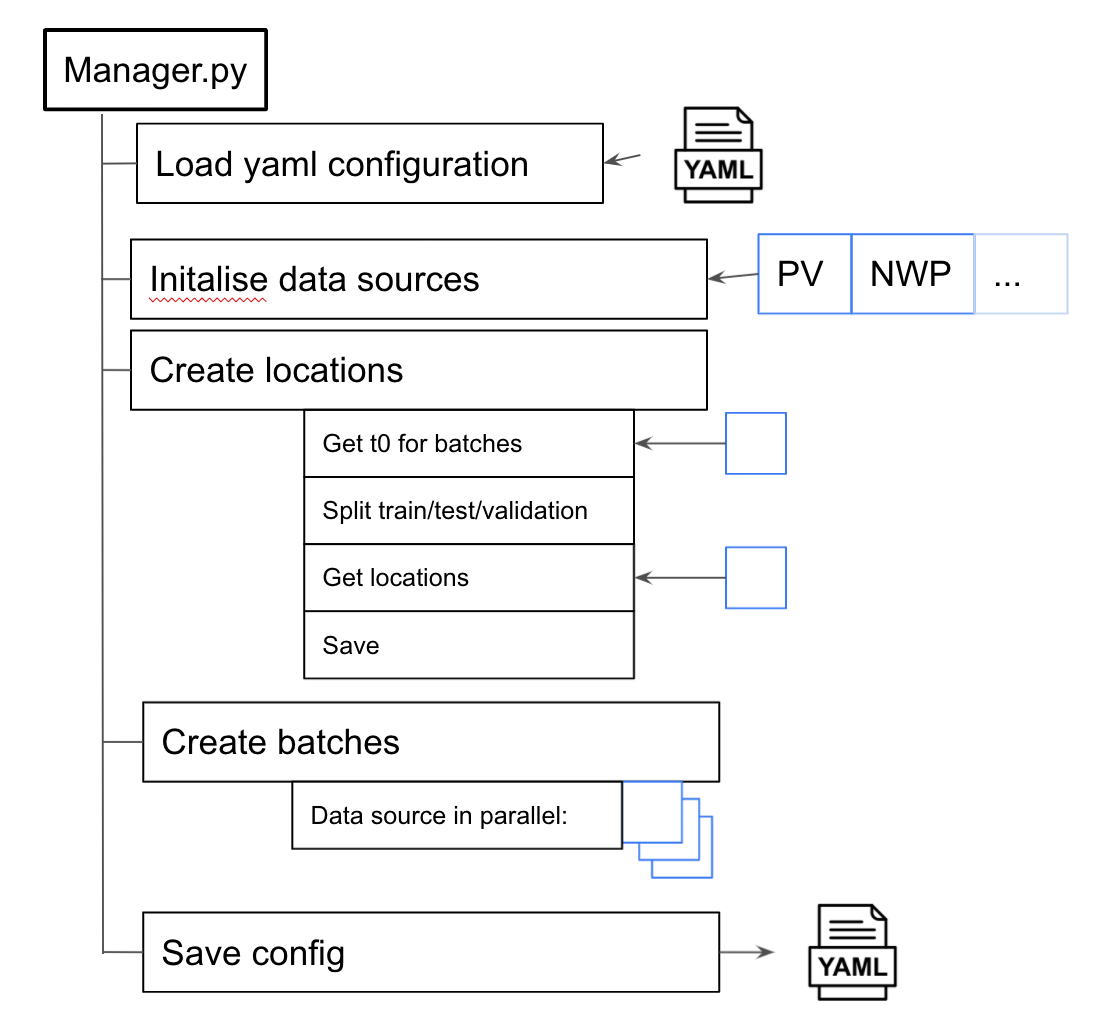 Manager.py
Load yaml configuration
YAML
Initalise data sources
PV
NWP
...
Create locations
Get t0 for batches
Split train/test/validation
Get locations
Save
Create batches
Data source in parallel:
Save config
YAML